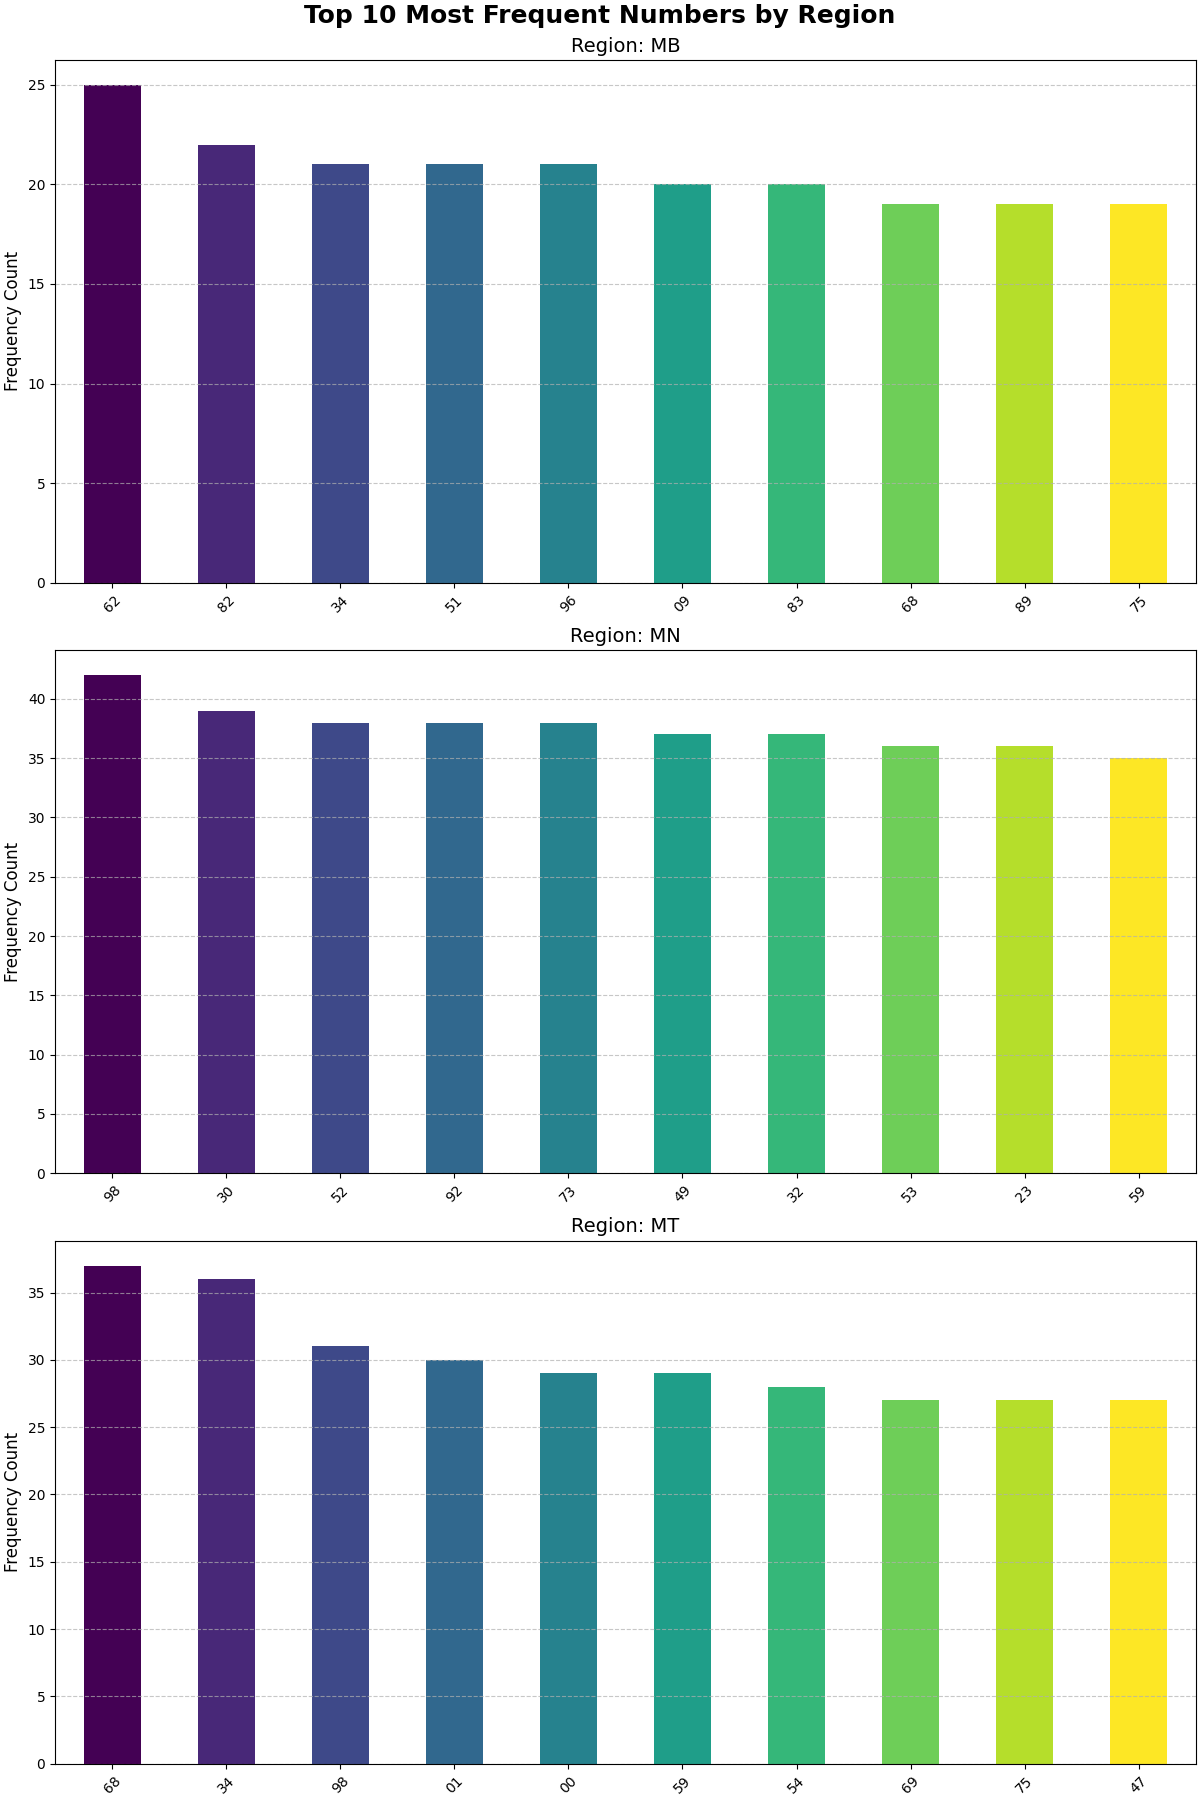 Top 10 Most Frequent Numbers by Region
Region: MB
Frequency Count
25
20
15
10
5
0
62 82 34 51 96 09 83 68 89 75
Region: MN
Frequency Count
40
35
30
25
20
15
10
5
0
98 30 52 92 73 49 32 53 23 59
Region: MT
Frequency Count
35
30
25
20
15
10
5
0
68 34 98 01 00 59 54 69 75 47